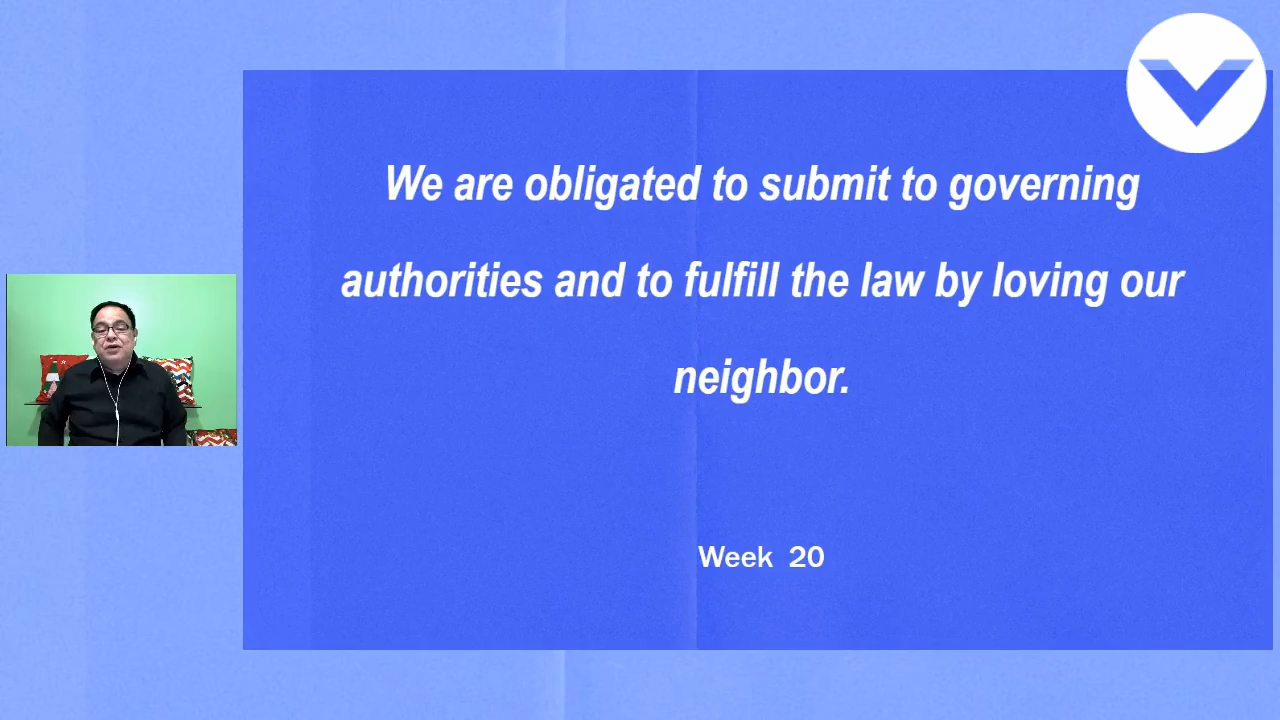 We are obligated to submit to governing
authorities and to fulfill the law by loving our
neighbor.
Week 20